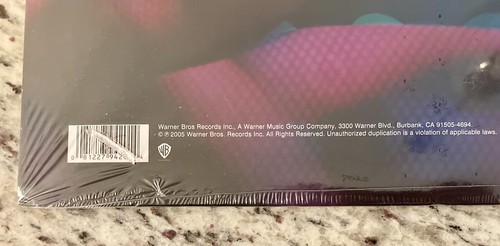 Warner Bros Records Inc., A Warner Music Group Company, 3300 Warner Blvd., Burbank, CA 91505-4694.
© ℗ 2005 Warner Bros. Records Inc. All Rights Reserved. Unauthorized duplication is a violation of applicable laws.
WB